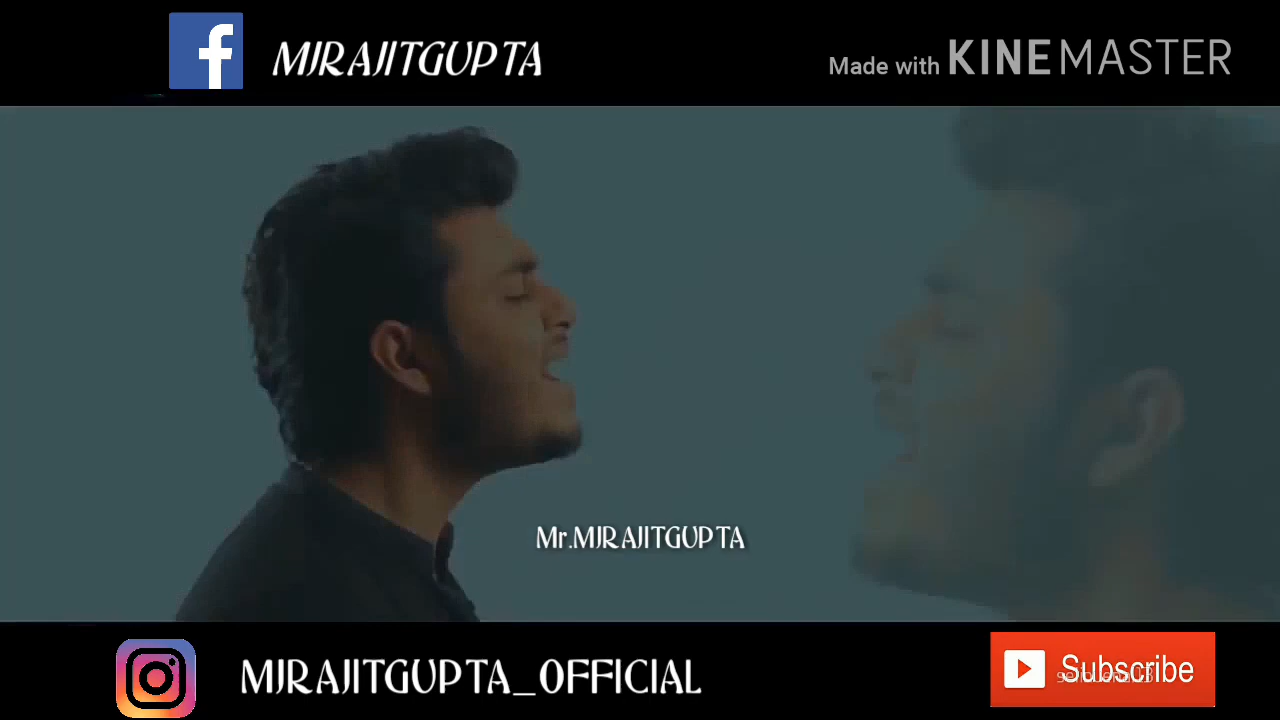 MJRAJITGUPTA
Made with KINEMASTER
Mr.MJRAJITGUPTA
MJRAJITGUPTA_OFFICIAL
Subscribe